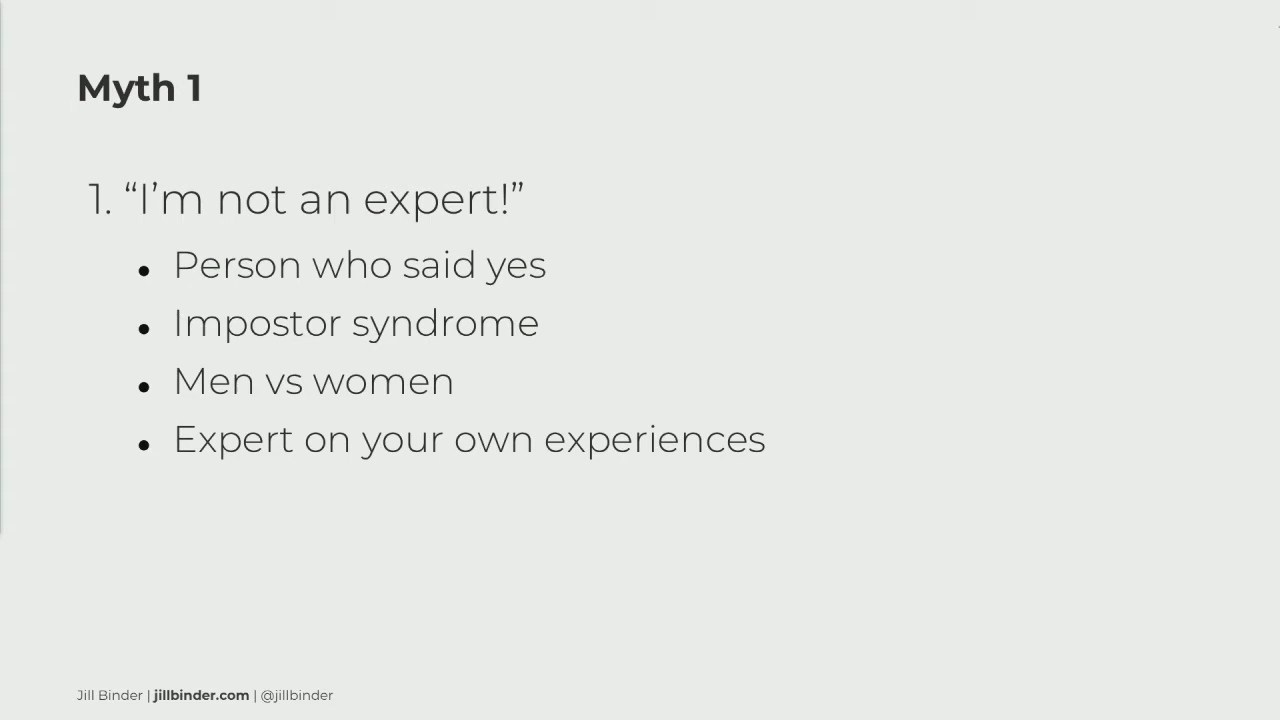 Myth 1
1. “I’m not an expert!”
● Person who said yes
● Impostor syndrome
● Men vs women
● Expert on your own experiences
Jill Binder | jillbinder.com | @jillbinder